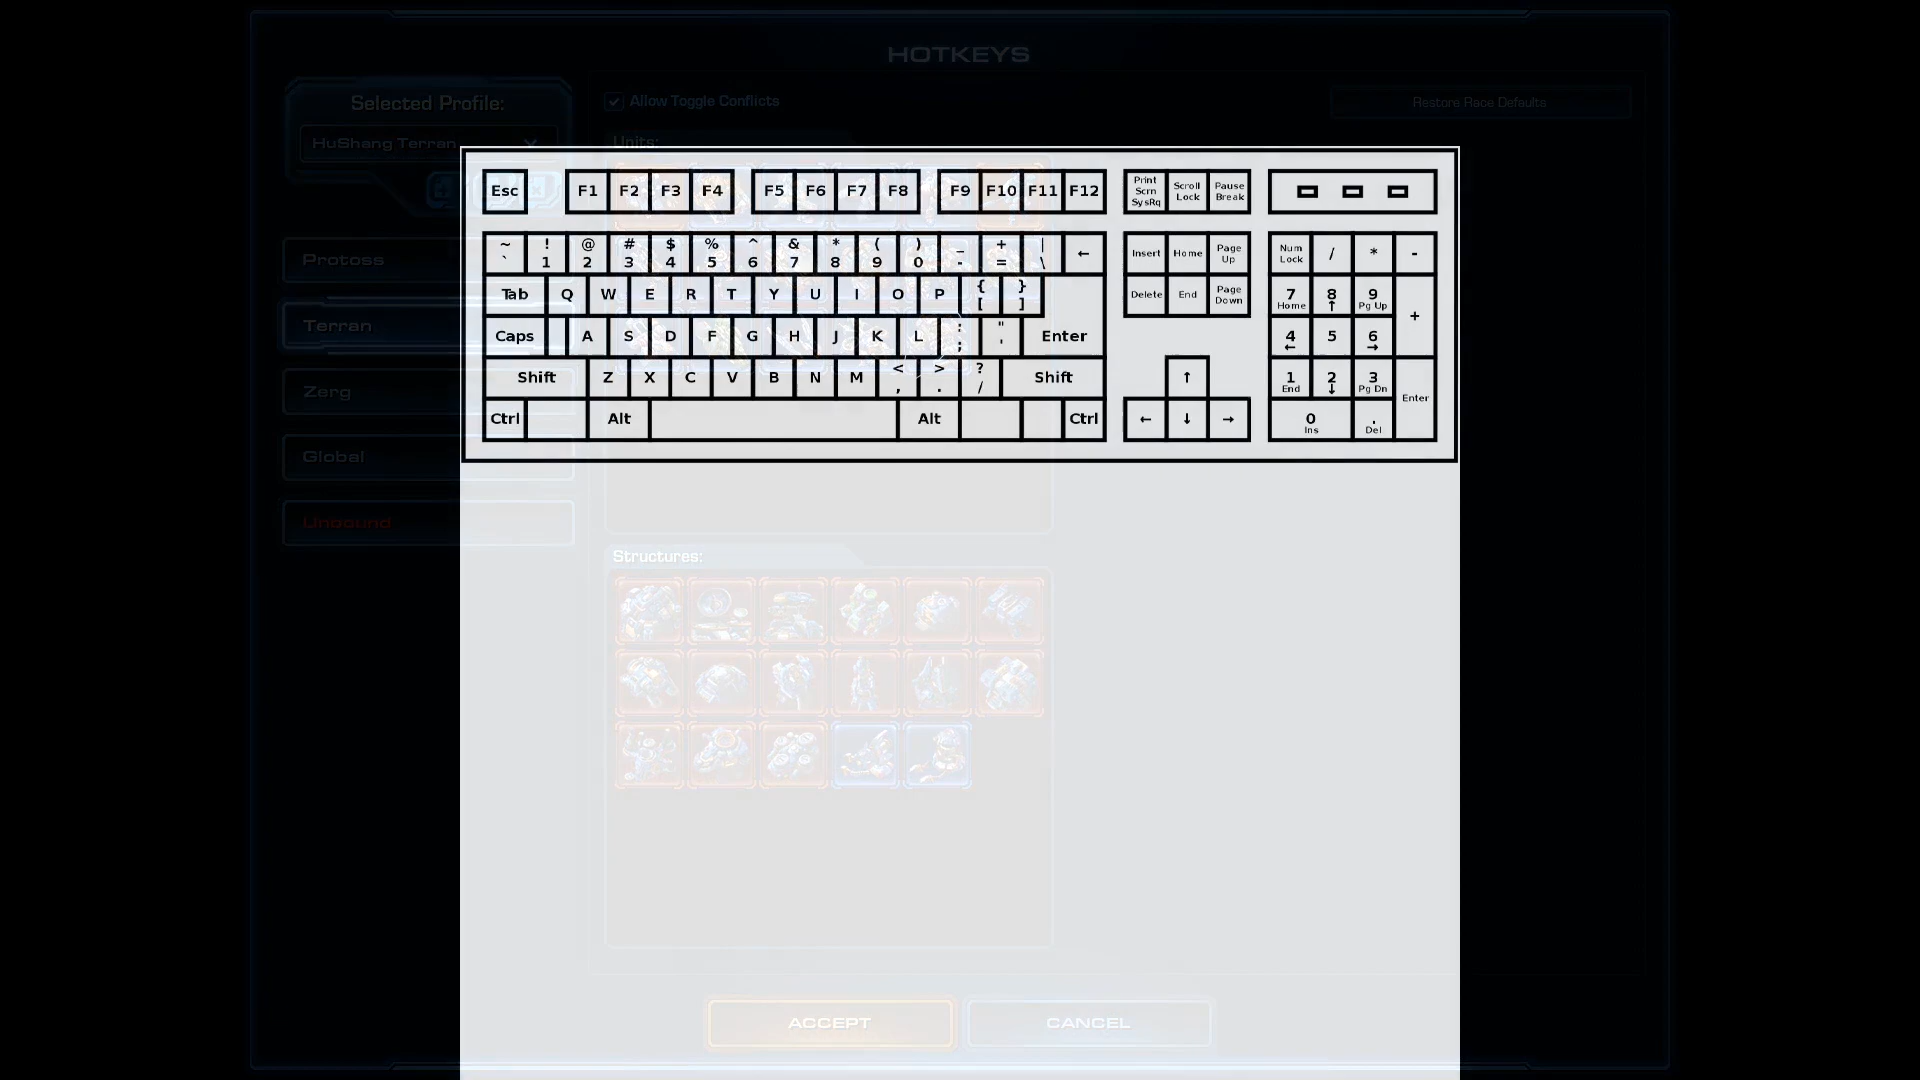 HOTKEYS
Selected Profile:
Allow Toggle Conflicts
Restore Race Defaults
HuShang Terran
Units:
Esc F1 F2 F3 F4 F5 F6 F7 F8 F9 F10 F11 F12 Print Scrn SysRq Scroll Lock Pause Break
~ ` ! 1 @ 2 # 3 $ 4 % 5 ^ 6 & 7 * 8 ( 9 ) 0 _ - + = | \ ← Insert Home Page Up Num Lock / * -
Tab Q W E R T Y U I O P { [ } ] Delete End Page Down 7 Home 8 ↑ 9 Pg Up +
Caps A S D F G H J K L : ; " ' Enter 4 ← 5 6 →
Shift Z X C V B N M < , > . ? / Shift ↑ 1 End 2 ↓ 3 Pg Dn Enter
Ctrl Alt Alt Ctrl ← ↓ → 0 Ins . Del
Protoss
Terran
Zerg
Global
Unbound
Structures:
ACCEPT
CANCEL